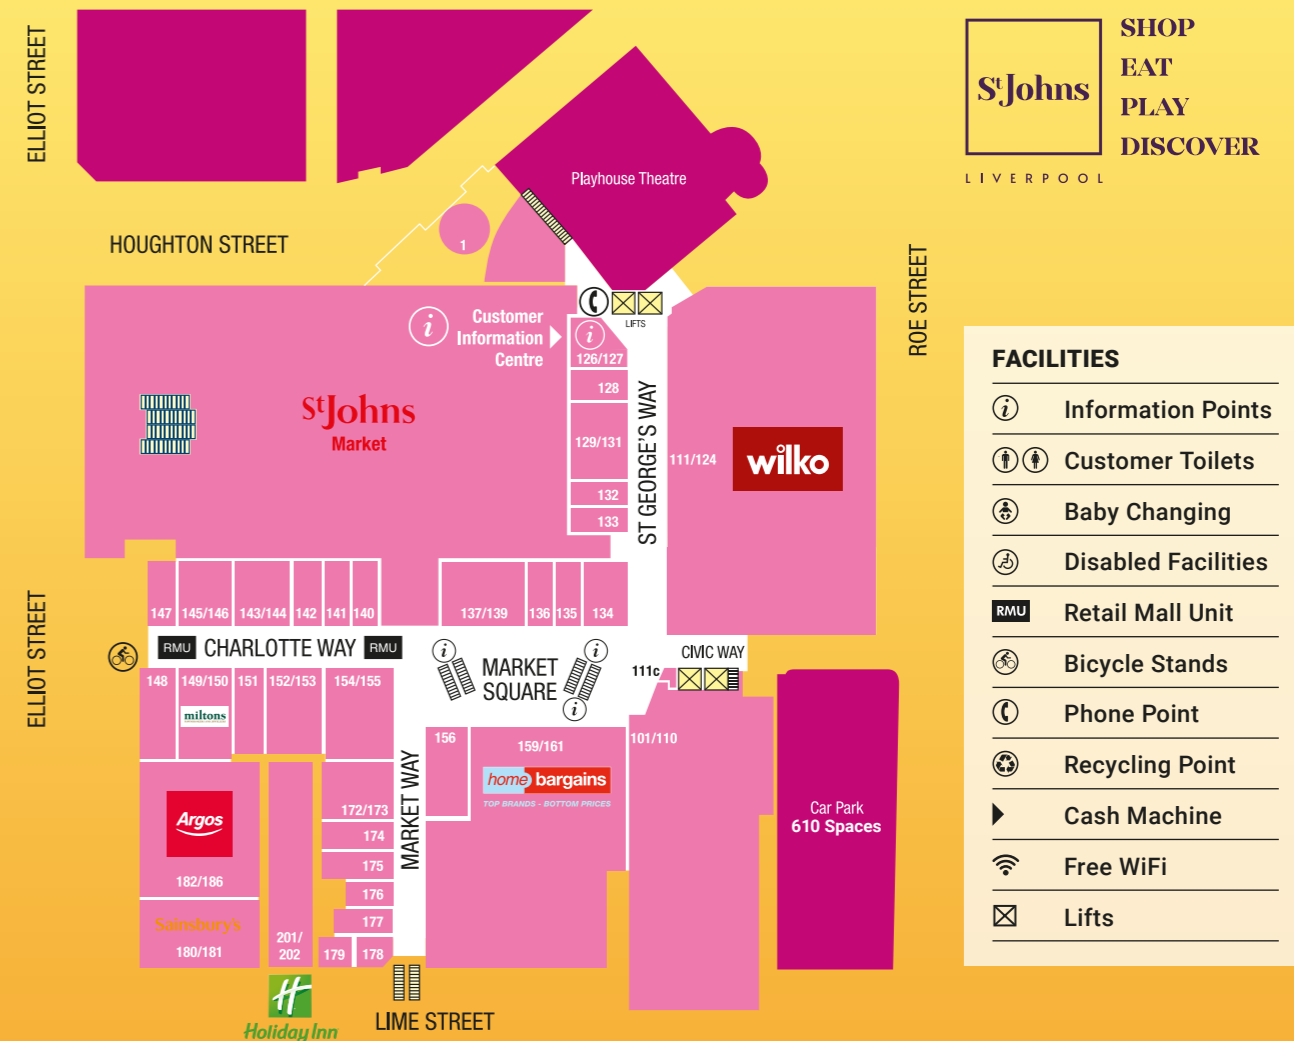 ELLIOT STREET
Playhouse Theatre
HOUGHTON STREET
1
ROE STREET
StJohns
LIVERPOOL
SHOP
EAT
PLAY
DISCOVER
LIFTS
Customer
Information
Centre
i
i
126/127
128
129/131
132
133
StJohns
Market
ST GEORGE'S WAY
111/124
wilko
147
145/146
143/144
142
141
140
137/139
136
135
134
ELLIOT STREET
RMU
CHARLOTTE WAY
RMU
i
i
i
MARKET
SQUARE
CIVIC WAY
111c
148
149/150
miltons
151
152/153
154/155
156
159/161
home bargains
TOP BRANDS - BOTTOM PRICES
101/110
MARKET WAY
Argos
182/186
Sainsbury's
180/181
172/173
174
175
176
177
178
179
201/
202
Car Park
610 Spaces
H
Holiday Inn
LIME STREET
FACILITIES
i Information Points
Customer Toilets
Baby Changing
Disabled Facilities
RMU Retail Mall Unit
Bicycle Stands
Phone Point
Recycling Point
Cash Machine
Free WiFi
Lifts